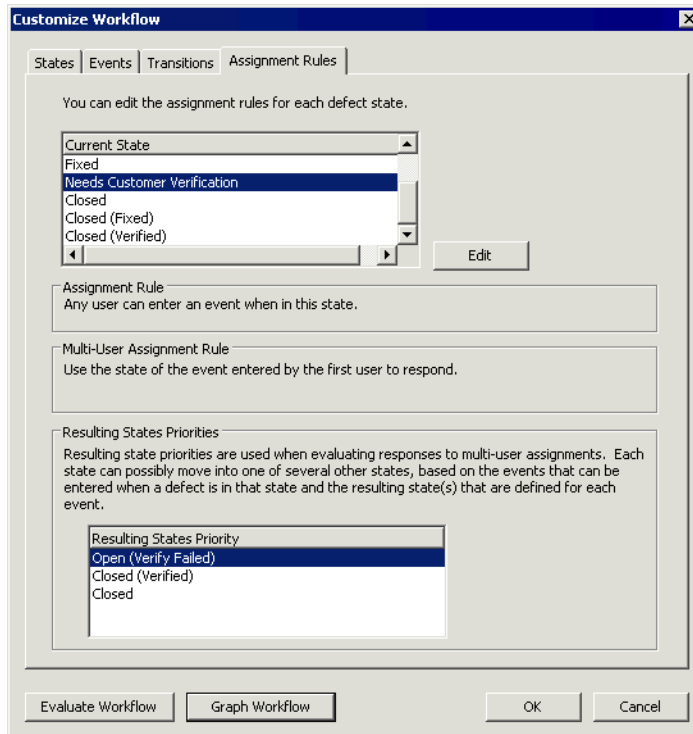 Customize Workflow
States Events Transitions Assignment Rules
You can edit the assignment rules for each defect state.
Current State
Fixed
Needs Customer Verification
Closed
Closed (Fixed)
Closed (Verified)
Edit
Assignment Rule
Any user can enter an event when in this state.
Multi-User Assignment Rule
Use the state of the event entered by the first user to respond.
Resulting States Priorities
Resulting state priorities are used when evaluating responses to multi-user assignments. Each
state can possibly move into one of several other states, based on the events that can be
entered when a defect is in that state and the resulting state(s) that are defined for each
event.
Resulting States Priority
Open (Verify Failed)
Closed (Verified)
Closed
Evaluate Workflow Graph Workflow OK Cancel